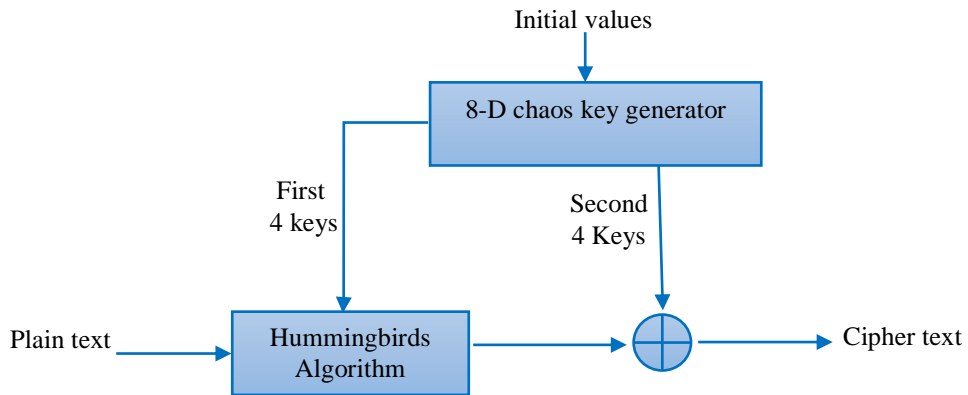 Initial values
8-D chaos key generator
First
4 keys
Second
4 Keys
Plain text
Hummingbirds
Algorithm
Cipher text